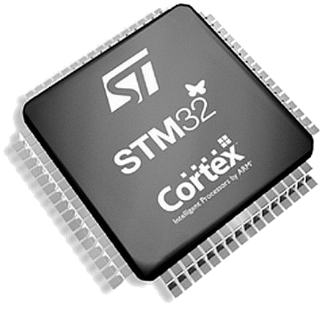 ST
STM32
Cortex
Intelligent Processors by ARM®